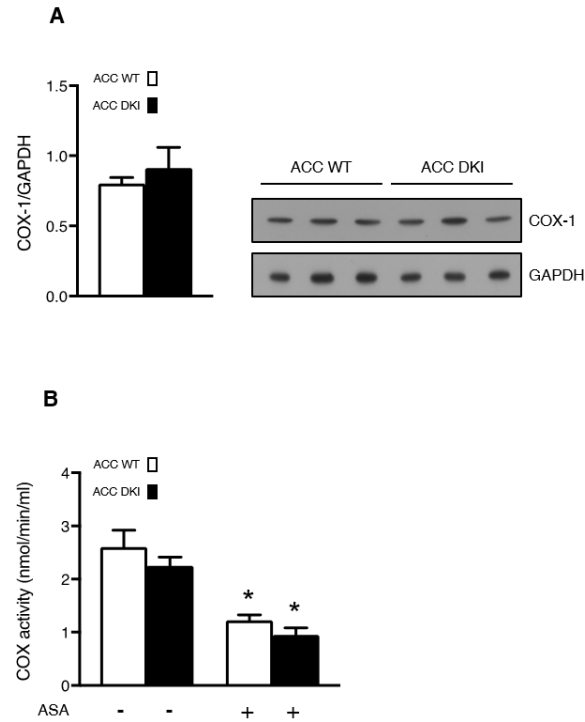 A
ACC WT
ACC DKI
1.5
1.0
0.5
0.0
COX-1/GAPDH
ACC WT ACC DKI
COX-1
GAPDH
B
ACC WT
ACC DKI
4
3
2
1
0
COX activity (nmol/min/ml)
* *
ASA - - + +